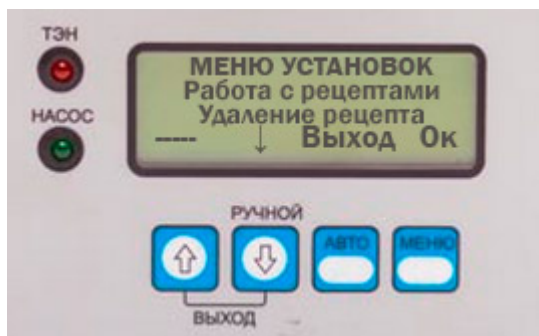 ТЭН
НАСОС
МЕНЮ УСТАНОВОК
Работа с рецептами
Удаление рецепта
----- ↓ Выход Ок
РУЧНОЙ
АВТО
МЕНЮ
ВЫХОД